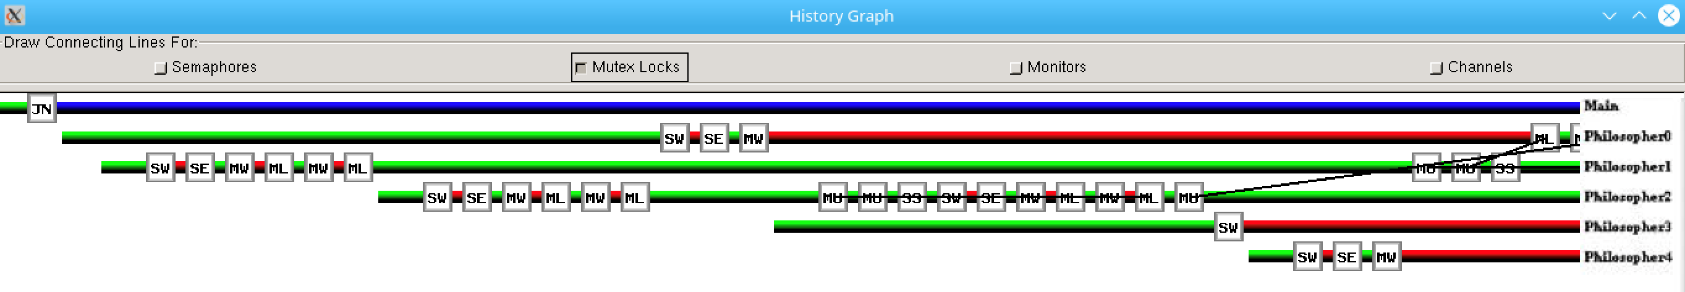 History Graph
Draw Connecting Lines For:
Semaphores Mutex Locks Monitors Channels
JN Main
SW SE MW ML Philosopher0
SW SE MW ML MW ML MU MU SS Philosopher1
SW SE MW ML MW ML MU MU SS SW SE MW ML MW ML MU Philosopher2
SW Philosopher3
SW SE MW Philosopher4